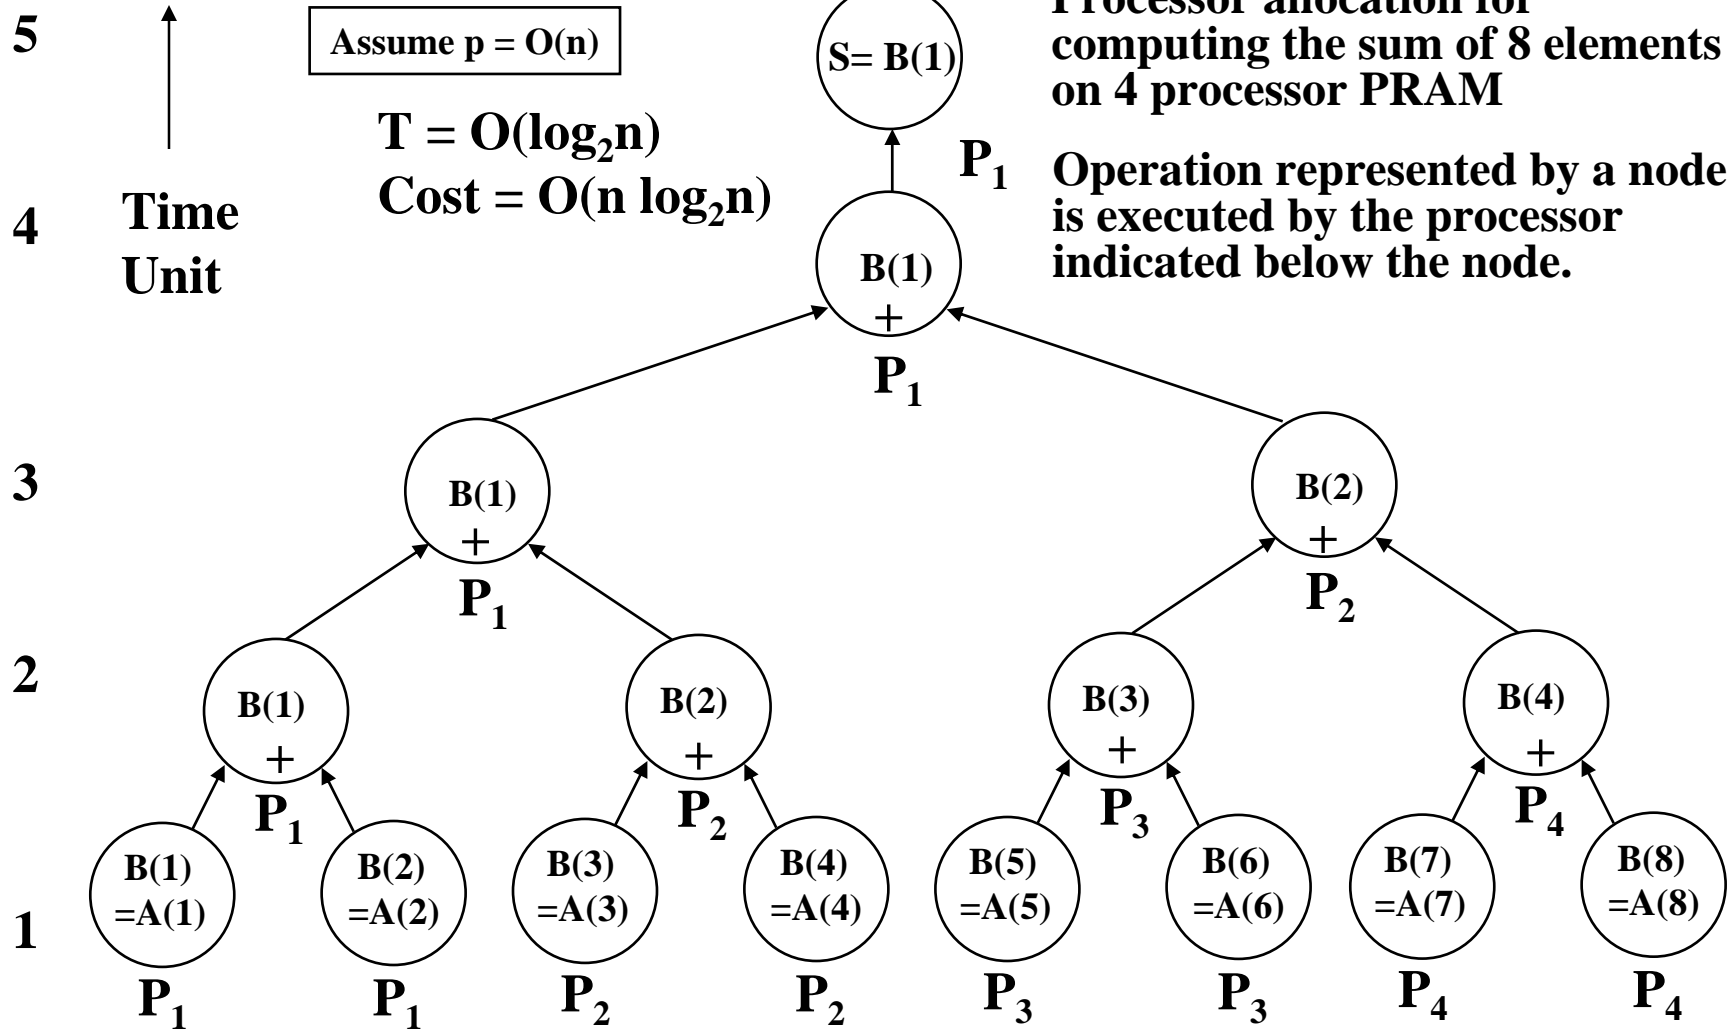 5
Assume p = O(n)
S= B(1)
Processor allocation for
computing the sum of 8 elements
on 4 processor PRAM
T = O(log₂n)
Cost = O(n log₂n)
P₁
Operation represented by a node
is executed by the processor
indicated below the node.
4
Time
Unit
B(1)
+
P₁
3
B(1)
+
P₁
B(2)
+
P₂
2
B(1)
+
P₁
B(2)
+
P₂
B(3)
+
P₃
B(4)
+
P₄
1
B(1)
=A(1)
P₁
B(2)
=A(2)
P₁
B(3)
=A(3)
P₂
B(4)
=A(4)
P₂
B(5)
=A(5)
P₃
B(6)
=A(6)
P₃
B(7)
=A(7)
P₄
B(8)
=A(8)
P₄